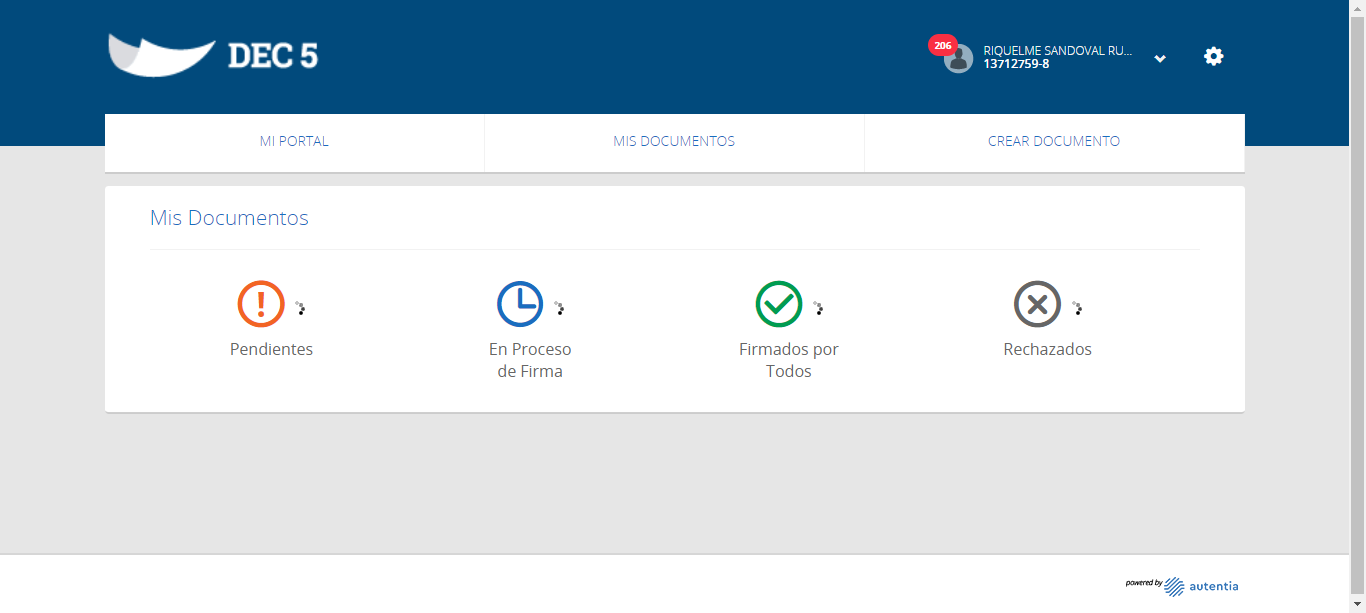 DEC 5
206
RIQUELME SANDOVAL RU...
13712759-8
MI PORTAL
MIS DOCUMENTOS
CREAR DOCUMENTO
Mis Documentos
Pendientes
En Proceso
de Firma
Firmados por
Todos
Rechazados
powered by autentia